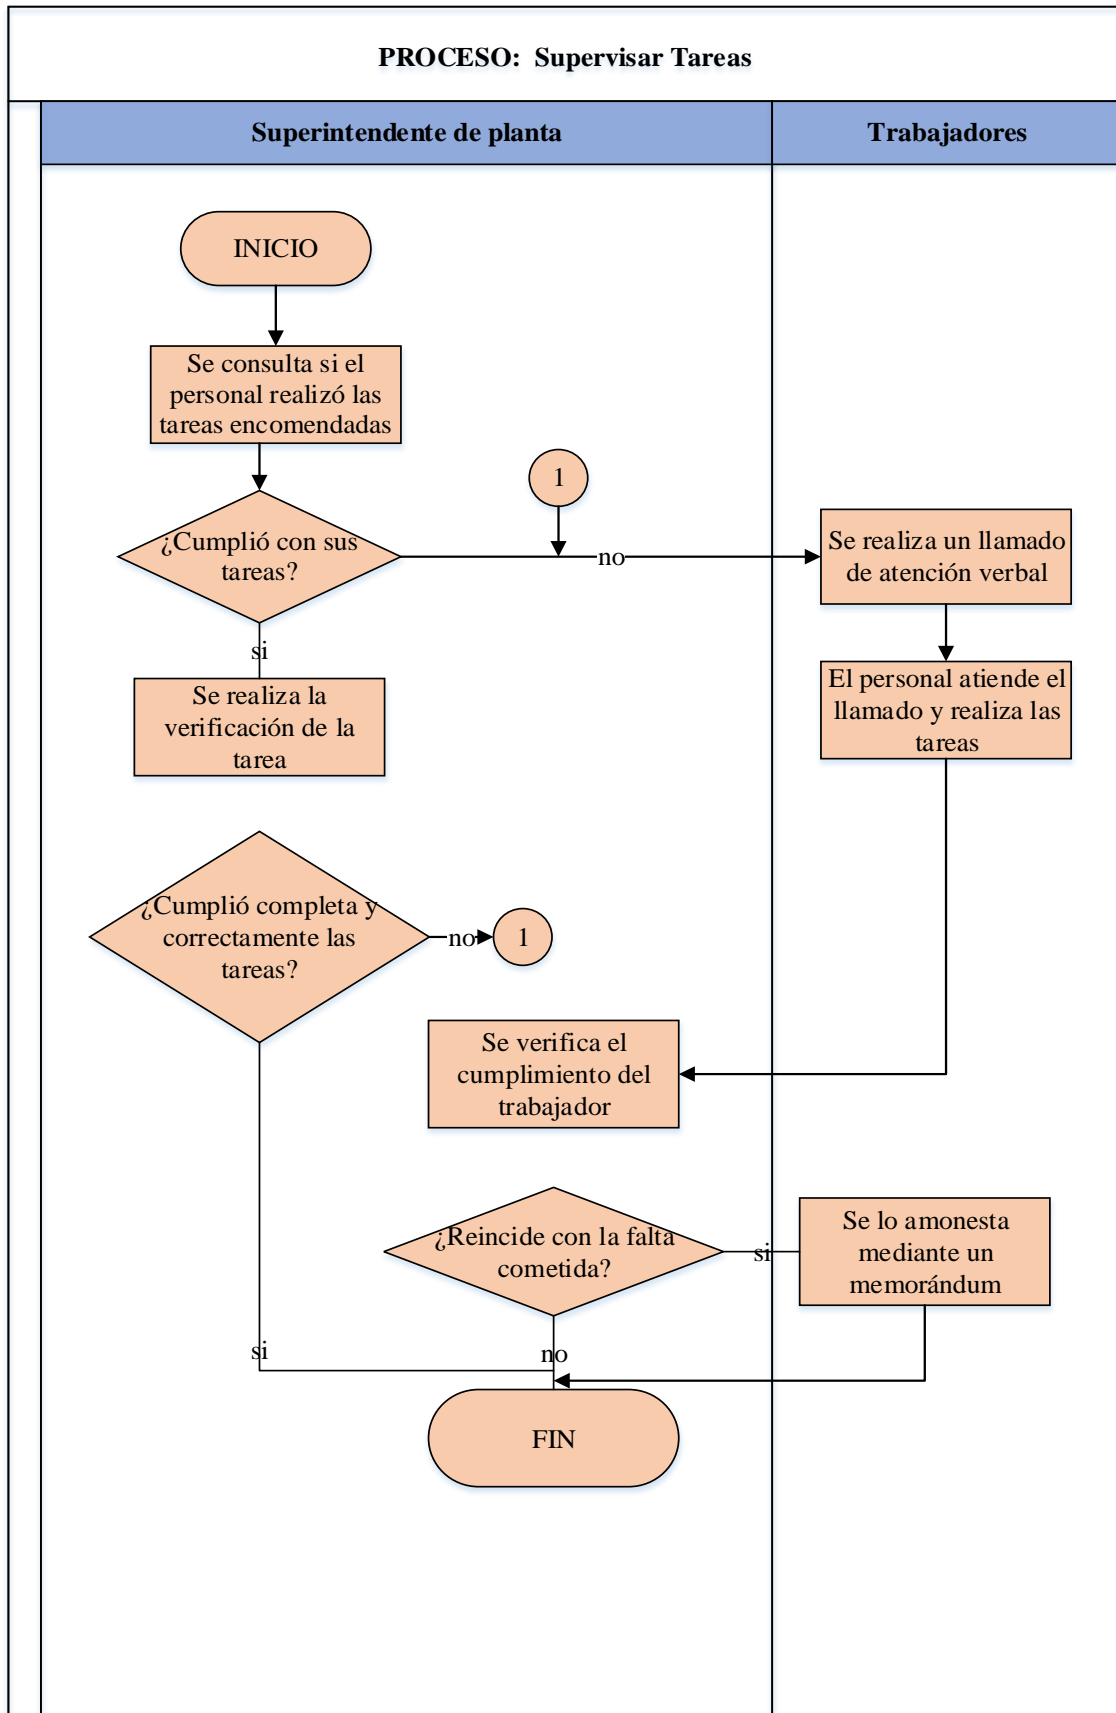 PROCESO: Supervisar Tareas
Superintendente de planta
Trabajadores
INICIO
Se consulta si el
personal realizó las
tareas encomendadas
1
¿Cumplió con sus
tareas?
no
Se realiza un llamado
de atención verbal
si
El personal atiende el
llamado y realiza las
tareas
Se realiza la
verificación de la
tarea
¿Cumplió completa y
correctamente las
tareas?
no
1
Se verifica el
cumplimiento del
trabajador
¿Reincide con la falta
cometida?
si
Se lo amonesta
mediante un
memorándum
si
no
FIN